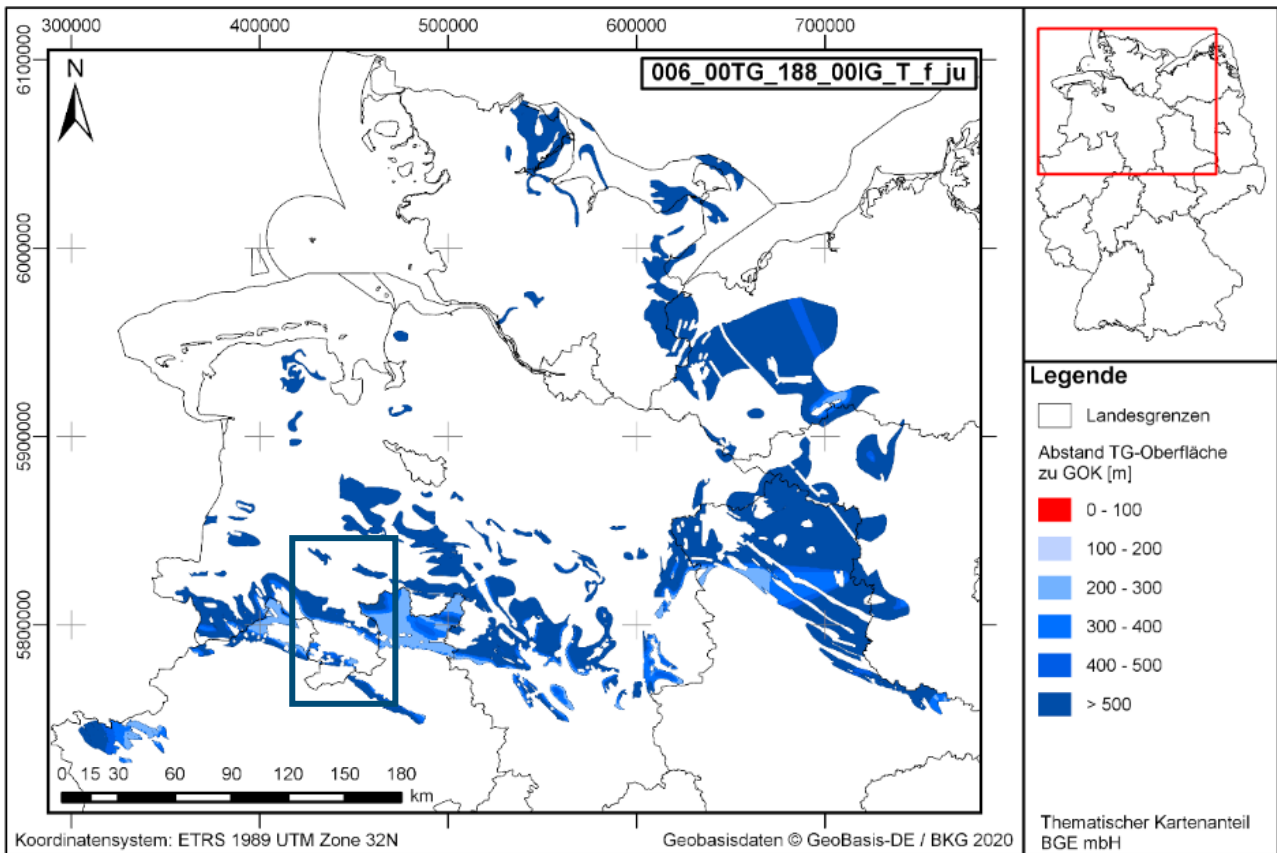 300000 400000 500000 600000 700000
006_00TG_188_00IG_T_f_ju
N
6100000
6000000
5900000
5800000
0 15 30 60 90 120 150 180
km
Koordinatensystem: ETRS 1989 UTM Zone 32N
Geobasisdaten © GeoBasis-DE / BKG 2020
Legende
Landesgrenzen
Abstand TG-Oberfläche
zu GOK [m]
0 - 100
100 - 200
200 - 300
300 - 400
400 - 500
> 500
Thematischer Kartenanteil
BGE mbH